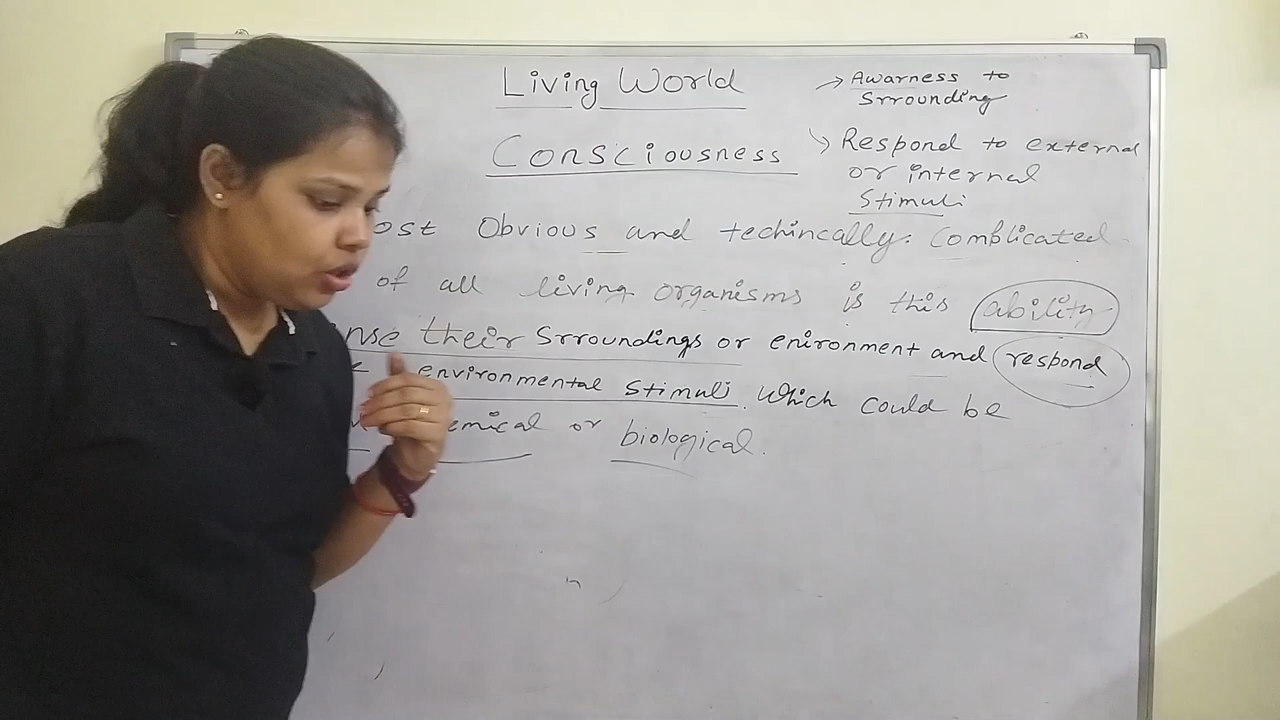 Living World
→ Awarness to
Srrounding
Consciousness
↘ Respond to external
or internal
Stimuli
ost Obvious and techincally. Complicated
of all living organisms is this ability
nse their Srroundings or enironment and respond
environmental Stimuli. Which could be
emical or biological.